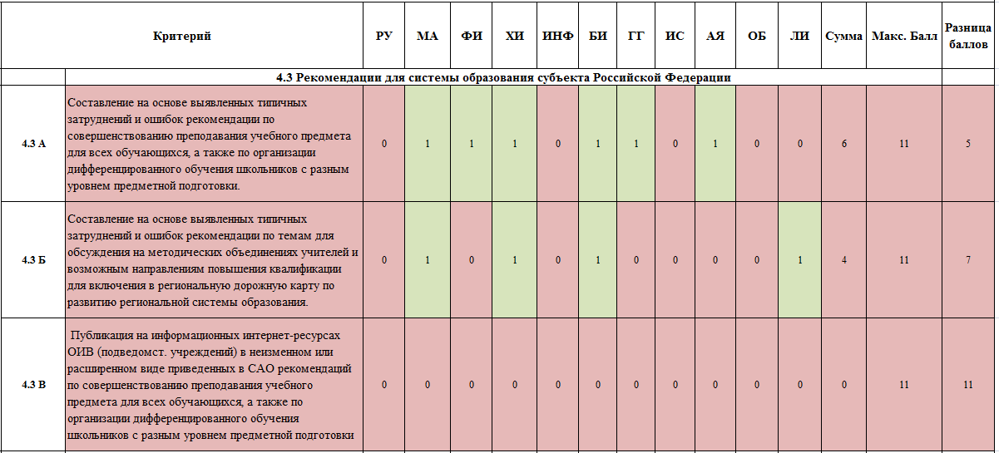 Критерий РУ МА ФИ ХИ ИНФ БИ ГГ ИС АЯ ОБ ЛИ Сумма Макс. Балл Разница баллов
4.3 Рекомендации для системы образования субъекта Российской Федерации
Составление на основе выявленных типичных
затруднений и ошибок рекомендации по
совершенствованию преподавания учебного предмета
4.3 А для всех обучающихся, а также по организации 0 1 1 1 0 1 1 0 1 0 0 6 11 5
дифференцированного обучения школьников с разным
уровнем предметной подготовки.
Составление на основе выявленных типичных
затруднений и ошибок рекомендации по темам для
обсуждения на методических объединениях учителей и
4.3 Б возможным направлениям повышения квалификации 0 1 0 1 0 1 0 0 0 0 1 4 11 7
для включения в региональную дорожную карту по
развитию региональной системы образования.
Публикация на информационных интернет-ресурсах
ОИВ (подведомст. учреждений) в неизменном или
расширенном виде приведенных в САО рекомендаций
4.3 В по совершенствованию преподавания учебного 0 0 0 0 0 0 0 0 0 0 0 0 11 11
предмета для всех обучающихся, а также по
организации дифференцированного обучения
школьников с разным уровнем предметной подготовки